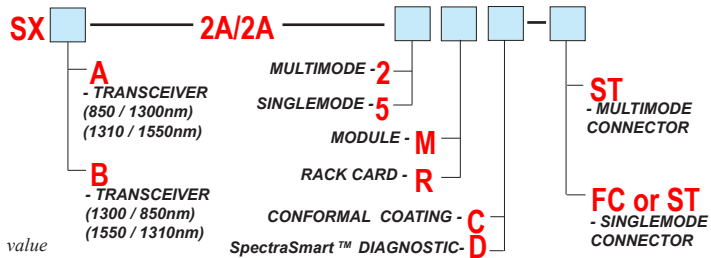 SX 2A/2A
A
- TRANSCEIVER
(850 / 1300nm)
(1310 / 1550nm)
B
- TRANSCEIVER
(1300 / 850nm)
(1550 / 1310nm)
value
MULTIMODE - 2
SINGLEMODE - 5
MODULE - M
RACK CARD - R
CONFORMAL COATING - C
SpectraSmart ™ DIAGNOSTIC- D
ST
- MULTIMODE
CONNECTOR
FC or ST
- SINGLEMODE
CONNECTOR